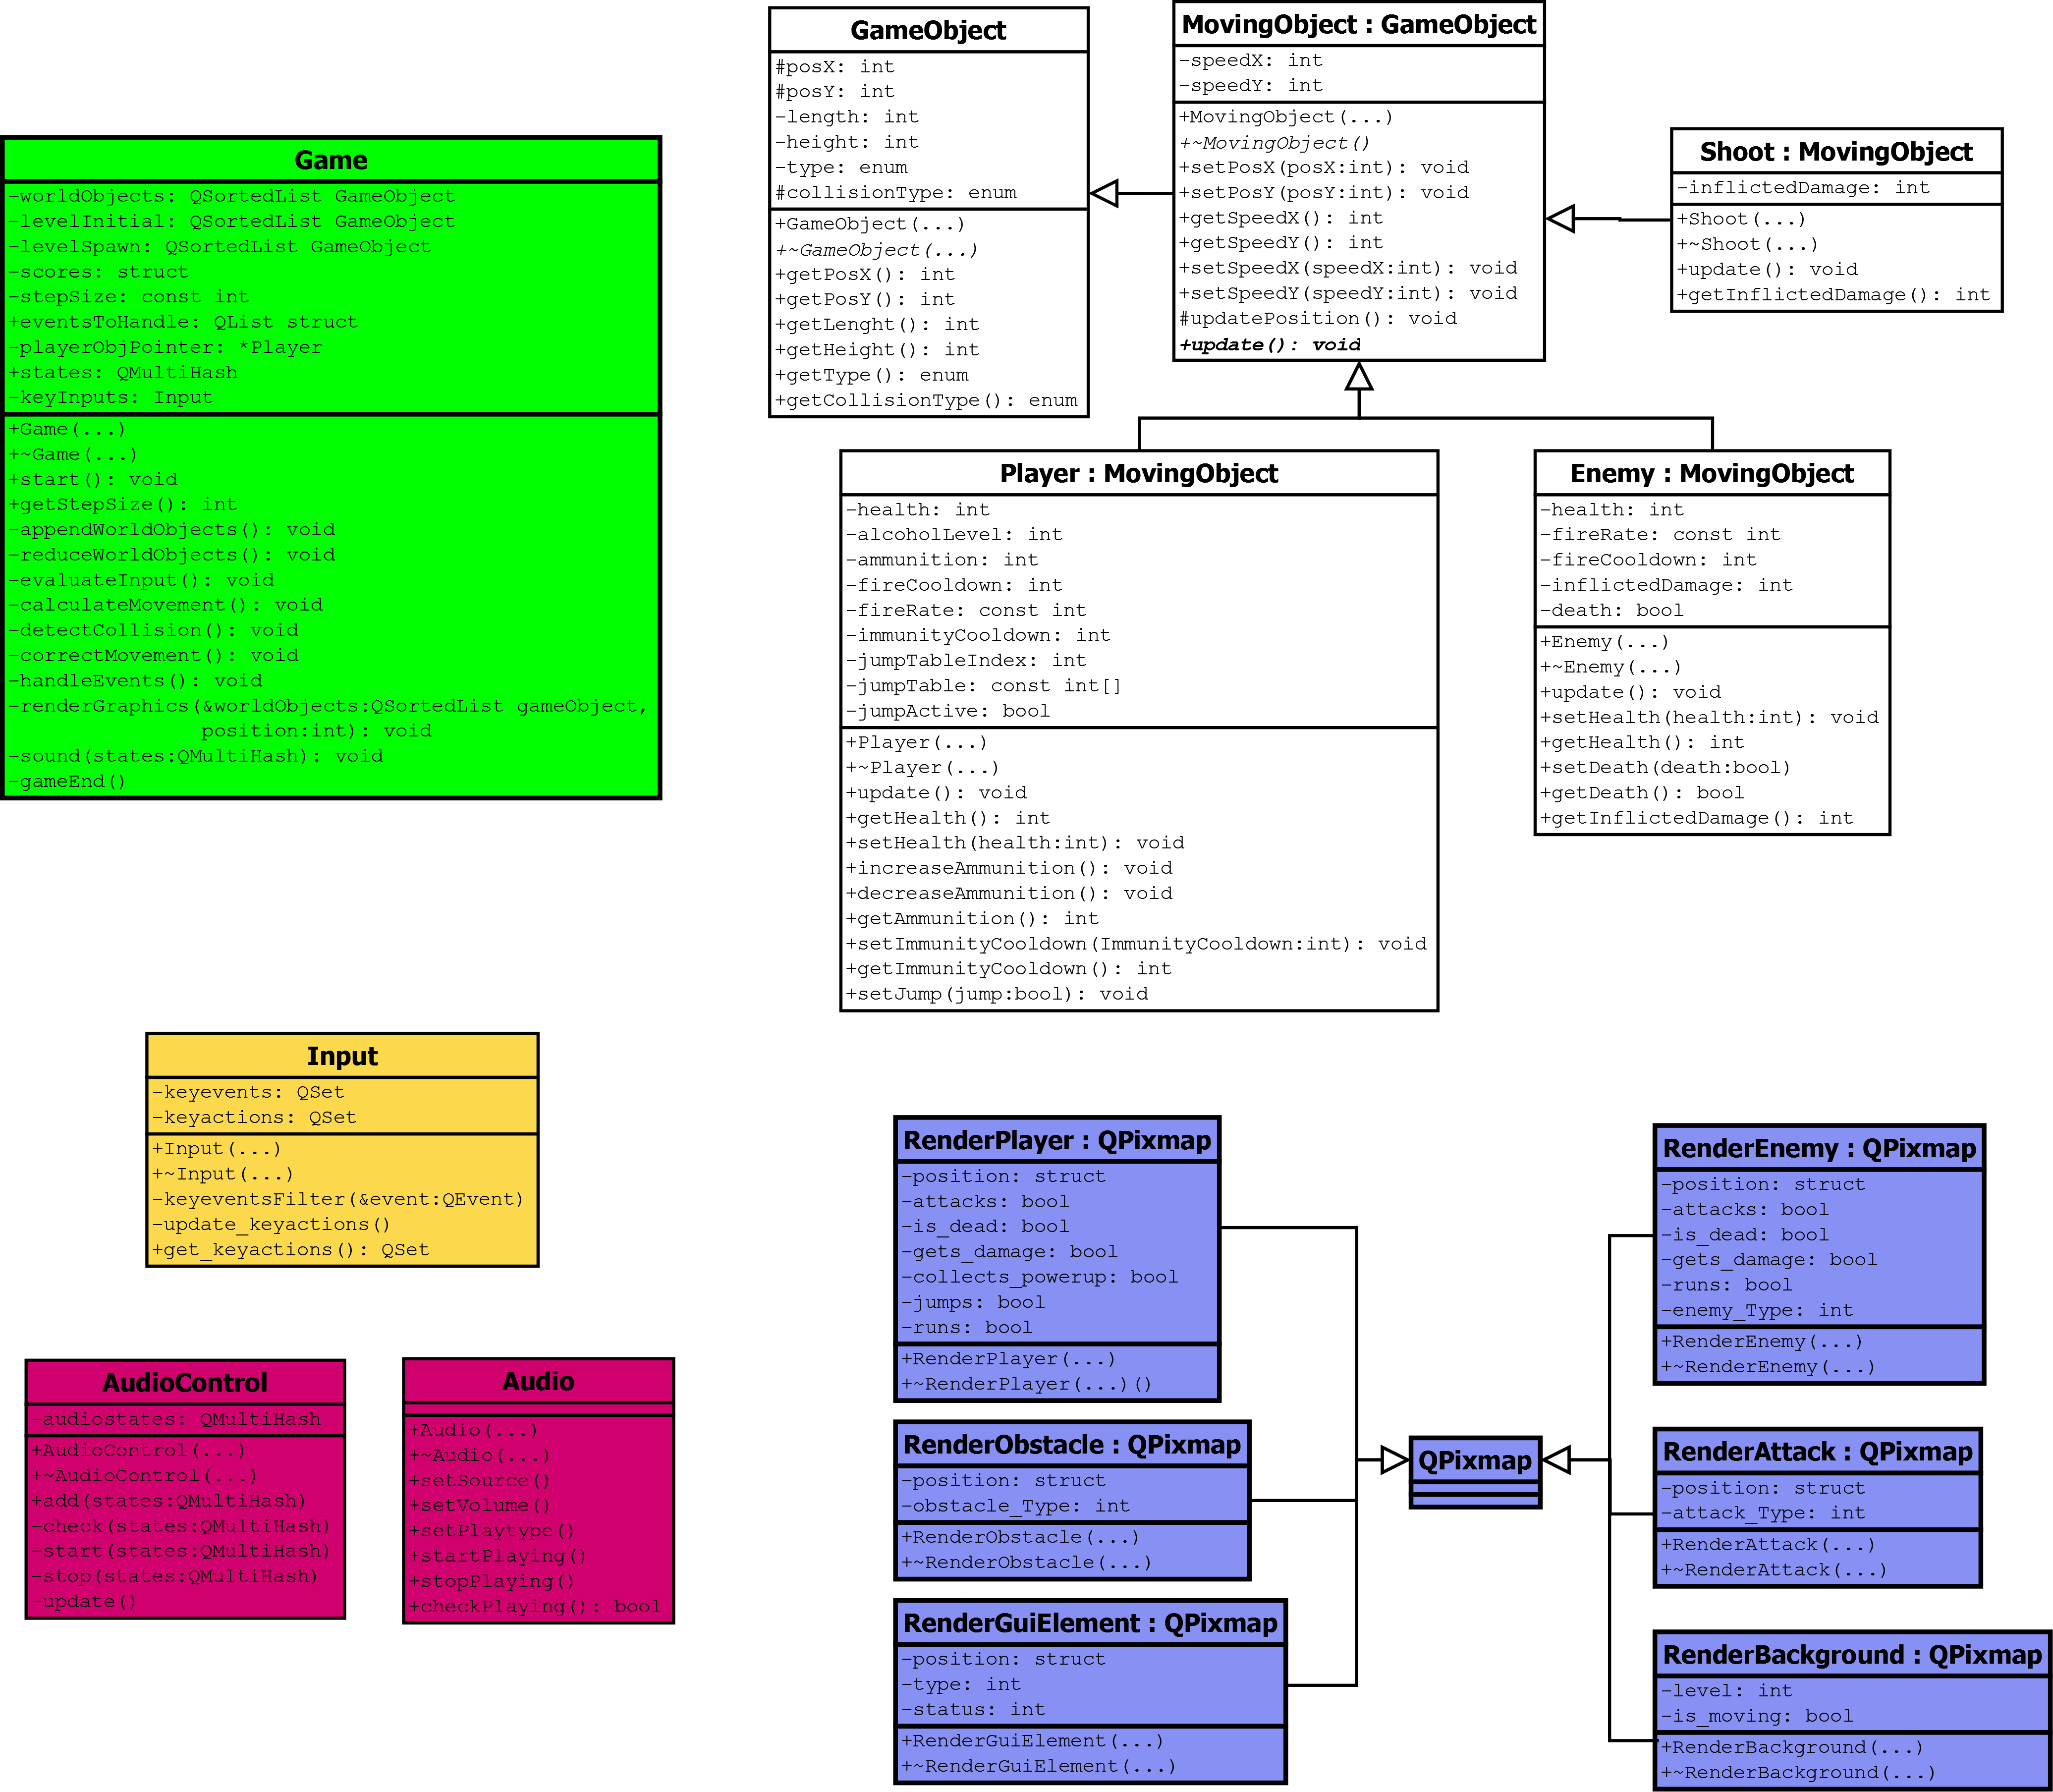 GameObject
#posX: int
#posY: int
-length: int
-height: int
-type: enum
#collisionType: enum
+GameObject(...)
+~GameObject(...)
+getPosX(): int
+getPosY(): int
+getLenght(): int
+getHeight(): int
+getType(): enum
+getCollisionType(): enum
MovingObject : GameObject
-speedX: int
-speedY: int
+MovingObject(...)
+~MovingObject()
+setPosX(posX:int): void
+setPosY(posY:int): void
+getSpeedX(): int
+getSpeedY(): int
+setSpeedX(speedX:int): void
+setSpeedY(speedY:int): void
#updatePosition(): void
+update(): void
Shoot : MovingObject
-inflictedDamage: int
+Shoot(...)
+~Shoot(...)
+update(): void
+getInflictedDamage(): int
Game
-worldObjects: QSortedList GameObject
-levelInitial: QSortedList GameObject
-levelSpawn: QSortedList GameObject
-scores: struct
-stepSize: const int
+eventsToHandle: QList struct
-playerObjPointer: *Player
+states: QMultiHash
-keyInputs: Input
+Game(...)
+~Game(...)
+start(): void
+getStepSize(): int
-appendWorldObjects(): void
-reduceWorldObjects(): void
-evaluateInput(): void
-calculateMovement(): void
-detectCollision(): void
-correctMovement(): void
-handleEvents(): void
-renderGraphics(&worldObjects:QSortedList gameObject,
position:int): void
-sound(states:QMultiHash): void
-gameEnd()
Player : MovingObject
-health: int
-alcoholLevel: int
-ammunition: int
-fireCooldown: int
-fireRate: const int
-immunityCooldown: int
-jumpTableIndex: int
-jumpTable: const int[]
-jumpActive: bool
+Player(...)
+~Player(...)
+update(): void
+getHealth(): int
+setHealth(health:int): void
+increaseAmmunition(): void
+decreaseAmmunition(): void
+getAmmunition(): int
+setImmunityCooldown(ImmunityCooldown:int): void
+getImmunityCooldown(): int
+setJump(jump:bool): void
Enemy : MovingObject
-health: int
-fireRate: const int
-fireCooldown: int
-inflictedDamage: int
-death: bool
+Enemy(...)
+~Enemy(...)
+update(): void
+setHealth(health:int): void
+getHealth(): int
+setDeath(death:bool)
+getDeath(): bool
+getInflictedDamage(): int
Input
-keyevents: QSet
-keyactions: QSet
+Input(...)
+~Input(...)
-keyeventsFilter(&event:QEvent)
-update_keyactions()
+get_keyactions(): QSet
AudioControl
-audiostates: QMultiHash
+AudioControl(...)
+~AudioControl(...)
+add(states:QMultiHash)
-check(states:QMultiHash)
-start(states:QMultiHash)
-stop(states:QMultiHash)
-update()
Audio
+Audio(...)
+~Audio(...)
+setSource()
+setVolume()
+setPlaytype()
+startPlaying()
+stopPlaying()
+checkPlaying(): bool
RenderPlayer : QPixmap
-position: struct
-attacks: bool
-is_dead: bool
-gets_damage: bool
-collects_powerup: bool
-jumps: bool
-runs: bool
+RenderPlayer(...)
+~RenderPlayer(...)()
RenderObstacle : QPixmap
-position: struct
-obstacle_Type: int
+RenderObstacle(...)
+~RenderObstacle(...)
RenderGuiElement : QPixmap
-position: struct
-type: int
-status: int
+RenderGuiElement(...)
+~RenderGuiElement(...)
QPixmap
RenderEnemy : QPixmap
-position: struct
-attacks: bool
-is_dead: bool
-gets_damage: bool
-runs: bool
-enemy_Type: int
+RenderEnemy(...)
+~RenderEnemy(...)
RenderAttack : QPixmap
-position: struct
-attack_Type: int
+RenderAttack(...)
+~RenderAttack(...)
RenderBackground : QPixmap
-level: int
-is_moving: bool
+RenderBackground(...)
+~RenderBackground(...)